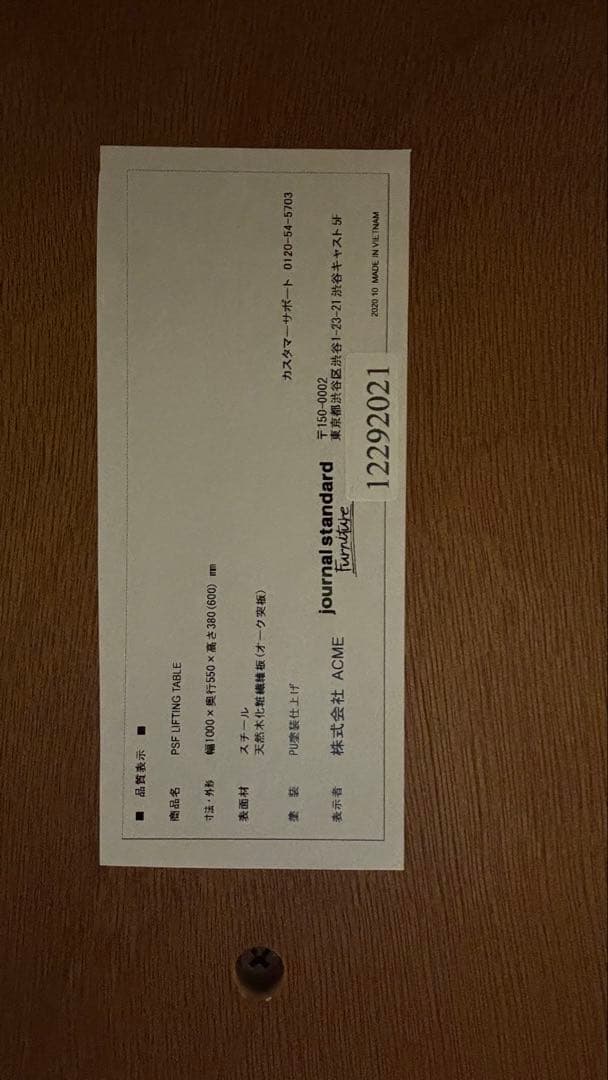 ■ 品質表示 ■
商品名 PSF LIFTING TABLE
寸法・外形 幅1000×奥行550×高さ380(600) ㎜
表面材 スチール
天然木化粧繊維板(オーク突板)
塗 装 PU塗装仕上げ
カスタマーサポート 0120-54-5703
表示者 株式会社 ACME
journal standard
Furniture
〒150-0002
東京都渋谷区渋谷1-23-21渋谷キャスト5F
12292021
2020.10 MADE IN VIETNAM